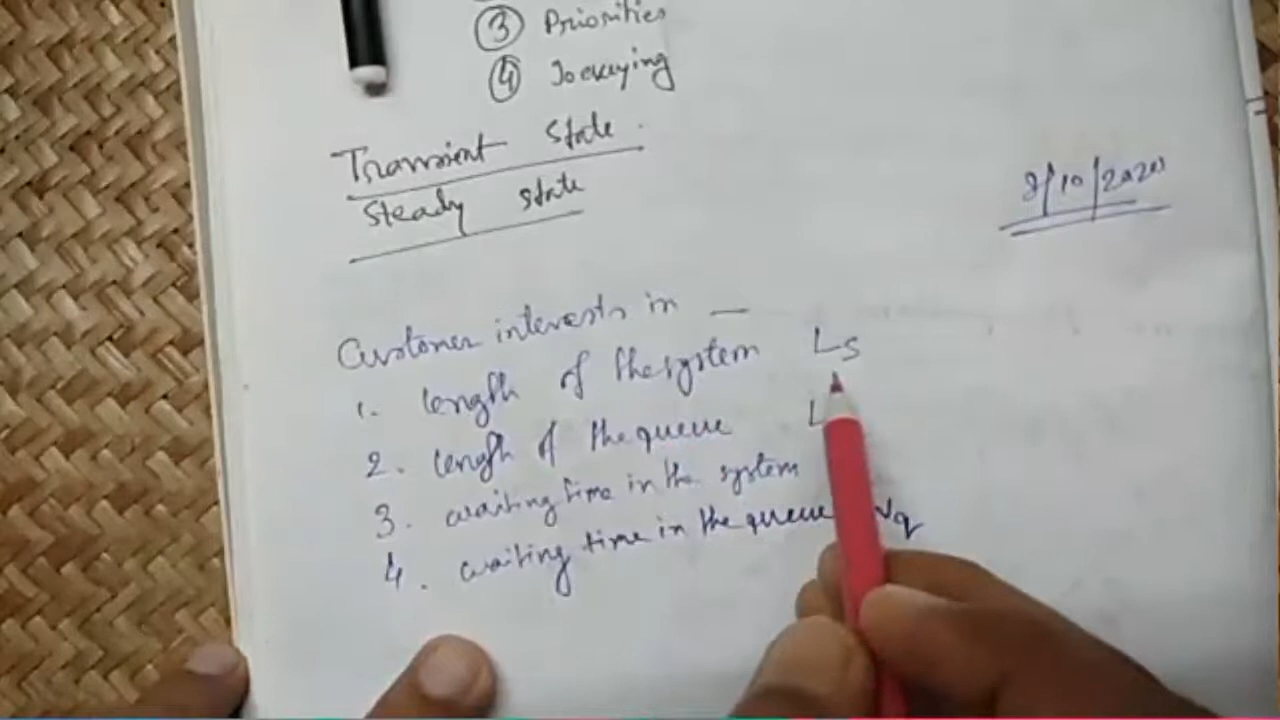 ③ Priorities
④ Jockeying
Transient state.
Steady state
8/10/2020
Customer interests in —
1. length of the system Ls
2. length of the queue L
3. waiting time in the system
4. waiting time in the queue Wq